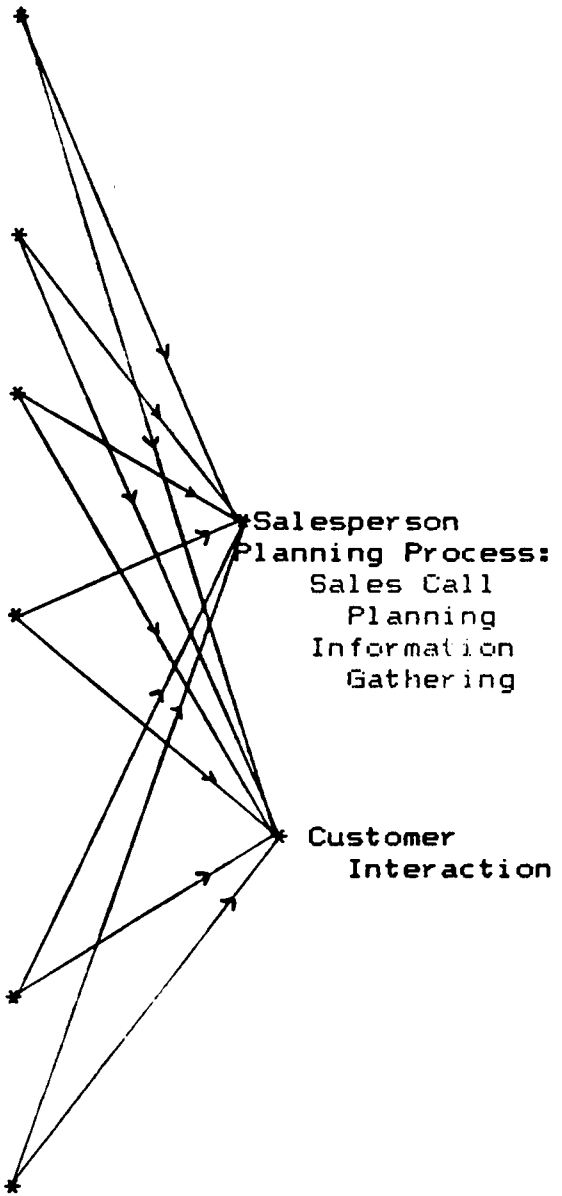 *Salesperson
Planning Process:
Sales Call
Planning
Information
Gathering
* Customer
Interaction